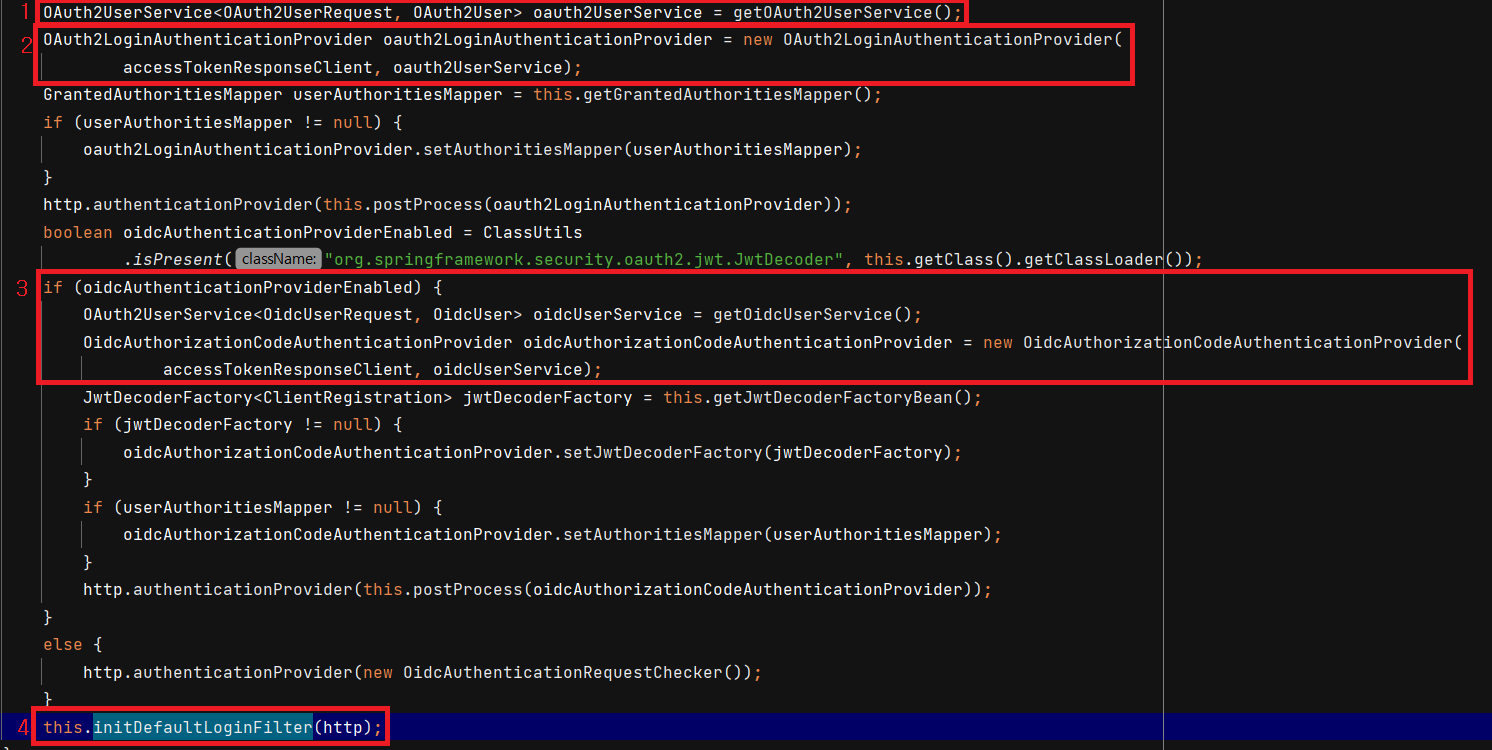 1 OAuth2UserService<OAuth2UserRequest, OAuth2User> oauth2UserService = getOAuth2UserService();
2 OAuth2LoginAuthenticationProvider oauth2LoginAuthenticationProvider = new OAuth2LoginAuthenticationProvider(
accessTokenResponseClient, oauth2UserService);
GrantedAuthoritiesMapper userAuthoritiesMapper = this.getGrantedAuthoritiesMapper();
if (userAuthoritiesMapper != null) {
oauth2LoginAuthenticationProvider.setAuthoritiesMapper(userAuthoritiesMapper);
}
http.authenticationProvider(this.postProcess(oauth2LoginAuthenticationProvider));
boolean oidcAuthenticationProviderEnabled = ClassUtils
.isPresent( className: "org.springframework.security.oauth2.jwt.JwtDecoder", this.getClass().getClassLoader());
3 if (oidcAuthenticationProviderEnabled) {
OAuth2UserService<OidcUserRequest, OidcUser> oidcUserService = getOidcUserService();
OidcAuthorizationCodeAuthenticationProvider oidcAuthorizationCodeAuthenticationProvider = new OidcAuthorizationCodeAuthenticationProvider(
accessTokenResponseClient, oidcUserService);
JwtDecoderFactory<ClientRegistration> jwtDecoderFactory = this.getJwtDecoderFactoryBean();
if (jwtDecoderFactory != null) {
oidcAuthorizationCodeAuthenticationProvider.setJwtDecoderFactory(jwtDecoderFactory);
}
if (userAuthoritiesMapper != null) {
oidcAuthorizationCodeAuthenticationProvider.setAuthoritiesMapper(userAuthoritiesMapper);
}
http.authenticationProvider(this.postProcess(oidcAuthorizationCodeAuthenticationProvider));
}
else {
http.authenticationProvider(new OidcAuthenticationRequestChecker());
}
4 this.initDefaultLoginFilter(http);